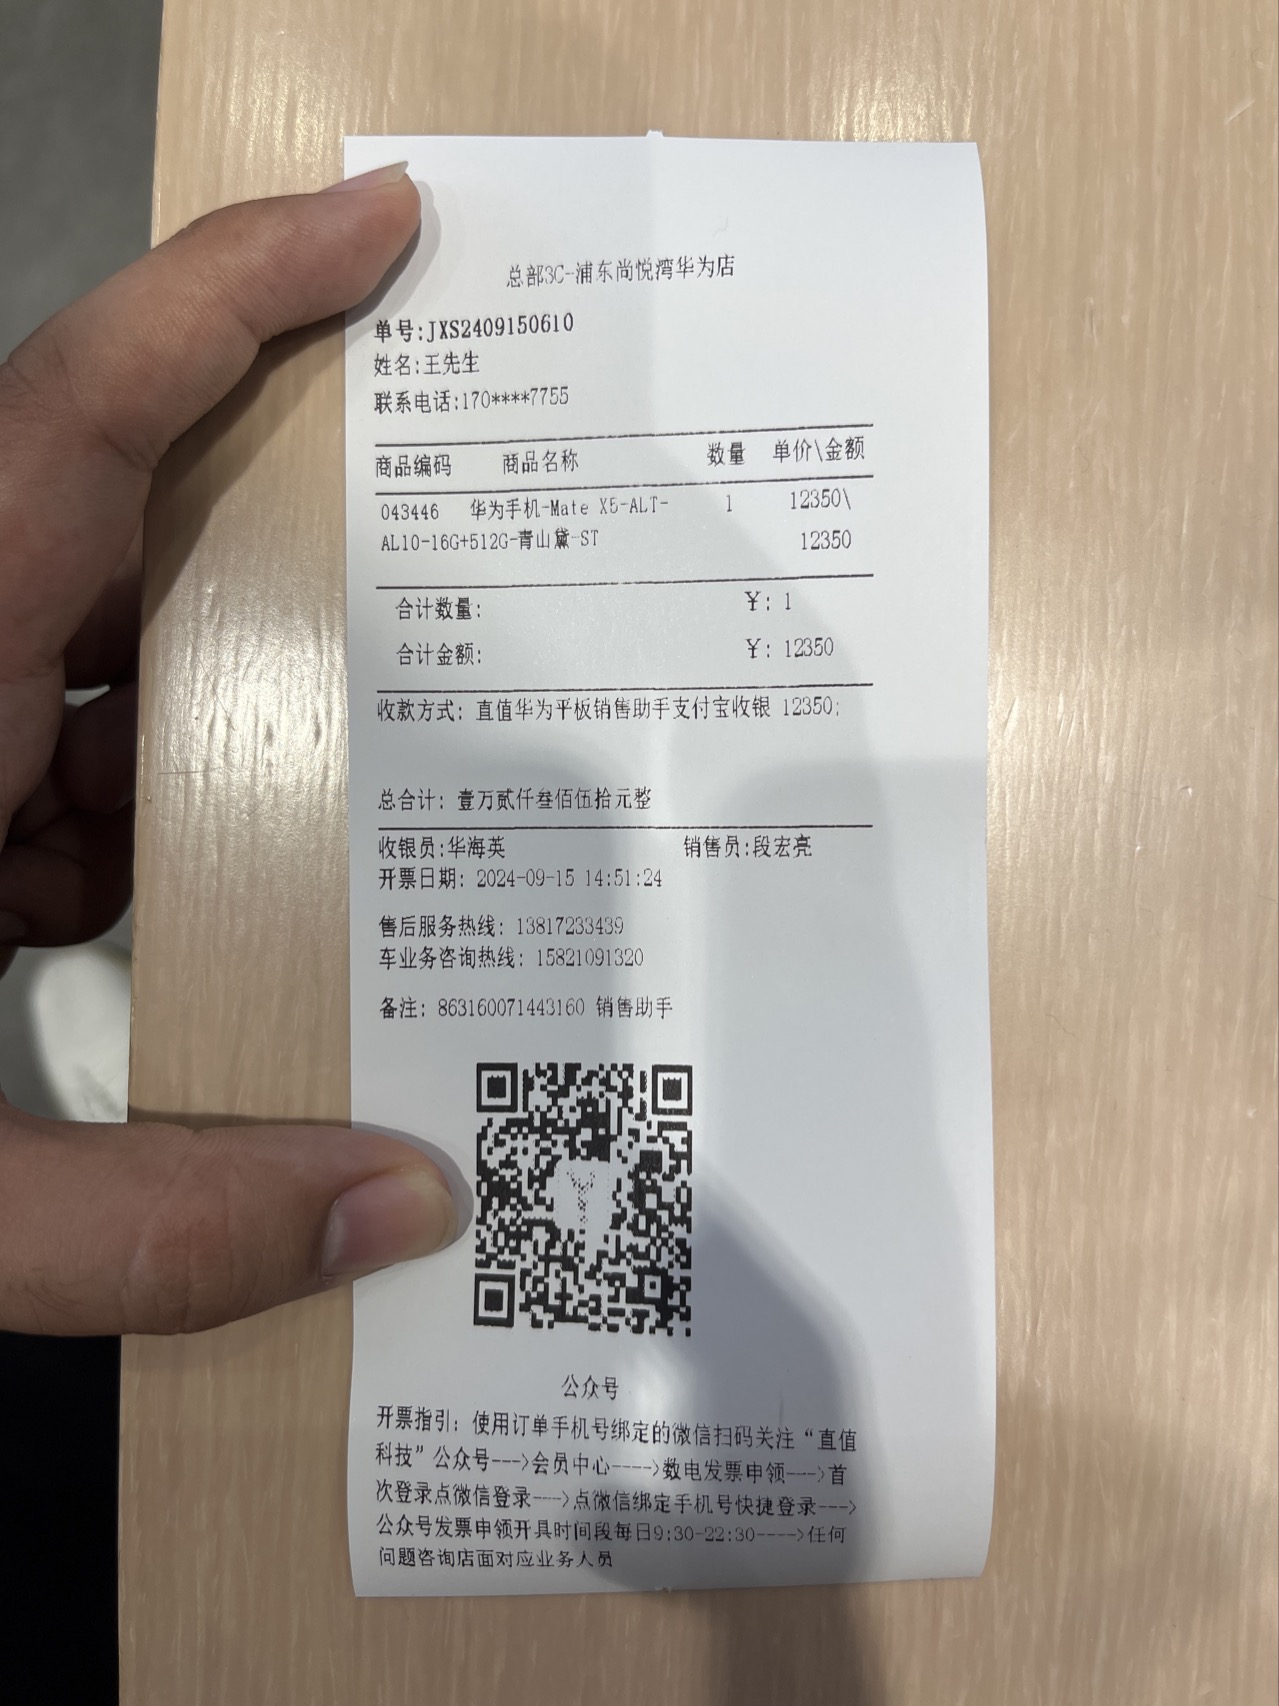 总部3C-浦东尚悦湾华为店
单号:JXS2409150610
姓名:王先生
联系电话:170****7755
商品编码 商品名称 数量 单价\金额
043446 华为手机-Mate X5-ALT- 1 12350\
AL10-16G+512G-青山黛-ST 12350
合计数量: ¥: 1
合计金额: ¥: 12350
收款方式: 直值华为平板销售助手支付宝收银 12350;
总合计: 壹万贰仟叁佰伍拾元整
收银员:华海英 销售员:段宏亮
开票日期: 2024-09-15 14:51:24
售后服务热线: 13817233439
车业务咨询热线: 15821091320
备注: 863160071443160 销售助手
公众号
开票指引: 使用订单手机号绑定的微信扫码关注“直值
科技”公众号--->会员中心---->数电发票申领--->首
次登录点微信登录--->点微信绑定手机号快捷登录--->
公众号发票申领开具时间段每日9:30-22:30---->任何
问题咨询店面对应业务人员